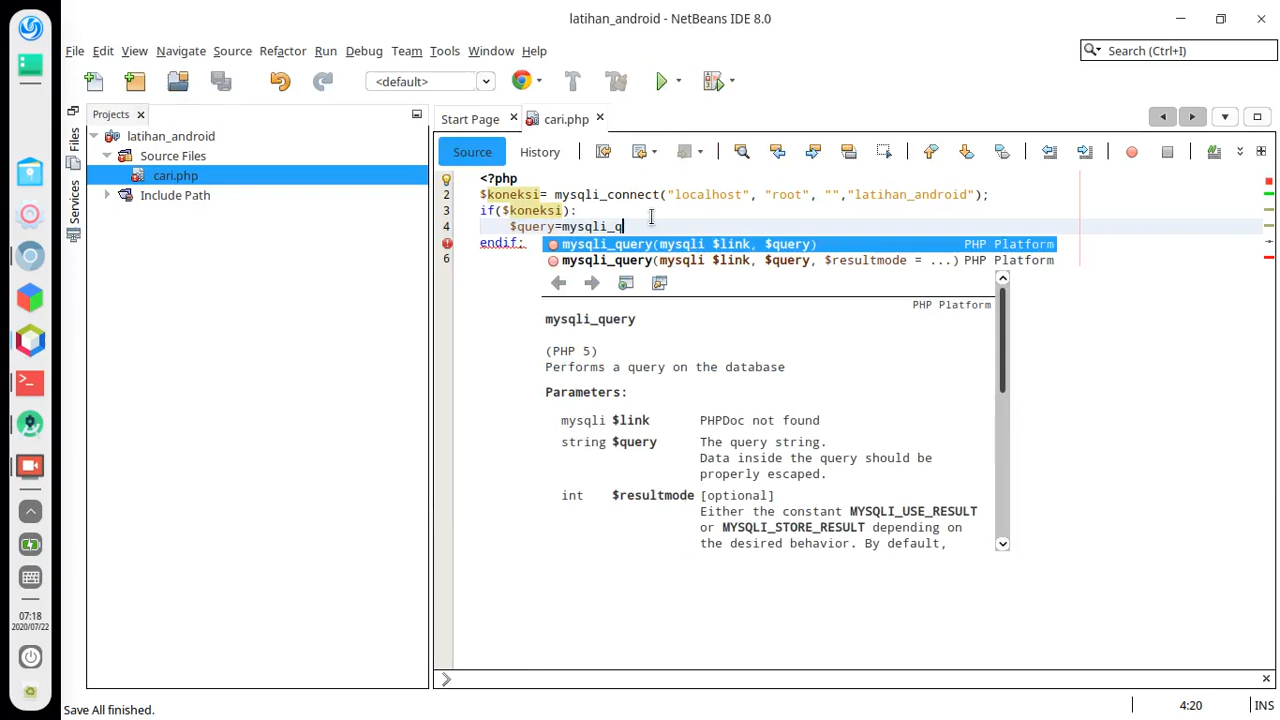 latihan_android - NetBeans IDE 8.0
File Edit View Navigate Source Refactor Run Debug Team Tools Window Help
Search (Ctrl+I)
<default>
Projects
Start Page
cari.php
Files
Services
latihan_android
Source Files
cari.php
Include Path
Source
History
<?php
2 $koneksi= mysqli_connect("localhost", "root", "","latihan_android");
3 if($koneksi):
4 $query=mysqli_q
endif;
6
mysqli_query(mysqli $link, $query) PHP Platform
mysqli_query(mysqli $link, $query, $resultmode = ...) PHP Platform
PHP Platform
mysqli_query
(PHP 5)
Performs a query on the database
Parameters:
mysqli $link PHPDoc not found
string $query The query string.
Data inside the query should be
properly escaped.
int $resultmode [optional]
Either the constant MYSQLI_USE_RESULT
or MYSQLI_STORE_RESULT depending on
the desired behavior. By default,
07:18
2020/07/22
Save All finished.
4:20
INS